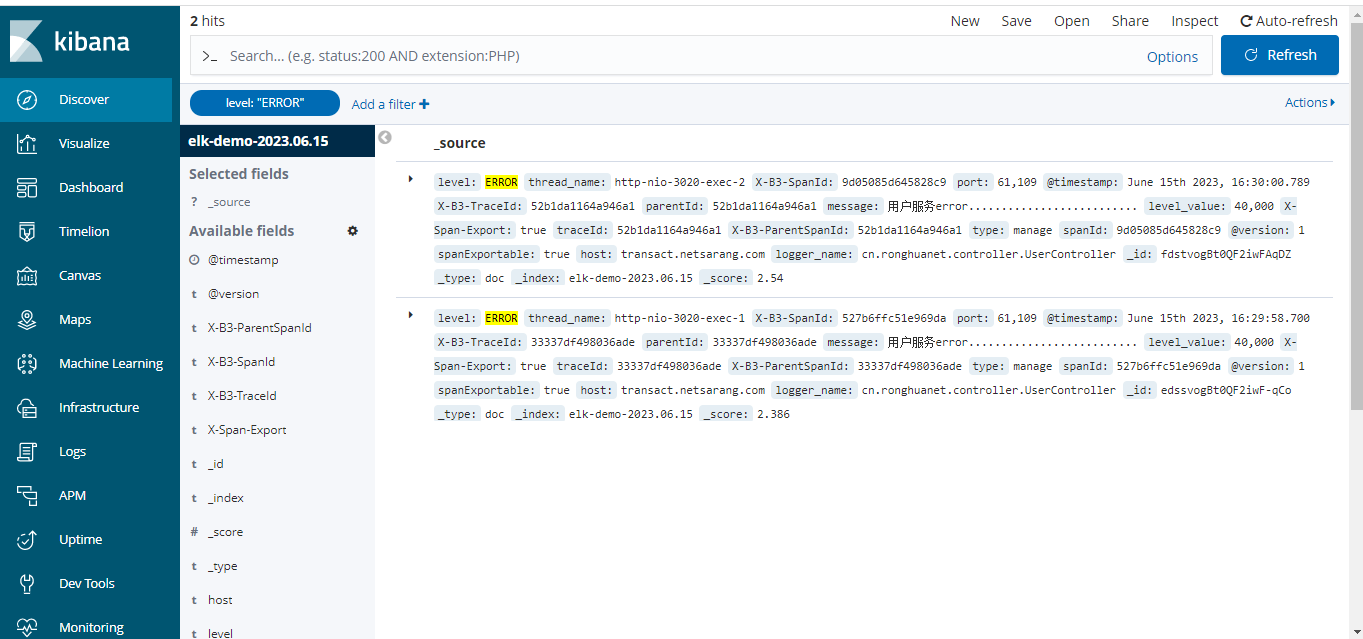 2 hits
New Save Open Share Inspect Auto-refresh
kibana
>_ Search... (e.g. status:200 AND extension:PHP) Options Refresh
Discover
level: "ERROR" Add a filter + Actions
Visualize
Dashboard
Timelion
Canvas
Maps
Machine Learning
Infrastructure
Logs
APM
Uptime
Dev Tools
Monitoring
elk-demo-2023.06.15
Selected fields
? _source
Available fields
@timestamp
t @version
t X-B3-ParentSpanId
t X-B3-SpanId
t X-B3-TraceId
t X-Span-Export
t _id
t _index
# _score
t _type
t host
t level
_source
level: ERROR thread_name: http-nio-3020-exec-2 X-B3-SpanId: 9d05085d645828c9 port: 61,109 @timestamp: June 15th 2023, 16:30:00.789
X-B3-TraceId: 52b1da1164a946a1 parentId: 52b1da1164a946a1 message: 用户服务error.......................... level_value: 40,000 X-
Span-Export: true traceId: 52b1da1164a946a1 X-B3-ParentSpanId: 52b1da1164a946a1 type: manage spanId: 9d05085d645828c9 @version: 1
spanExportable: true host: transact.netsarang.com logger_name: cn.ronghuanet.controller.UserController _id: fdstvogBt0QF2iwFAqDZ
_type: doc _index: elk-demo-2023.06.15 _score: 2.54
level: ERROR thread_name: http-nio-3020-exec-1 X-B3-SpanId: 527b6ffc51e969da port: 61,109 @timestamp: June 15th 2023, 16:29:58.700
X-B3-TraceId: 33337df498036ade parentId: 33337df498036ade message: 用户服务error.......................... level_value: 40,000 X-
Span-Export: true traceId: 33337df498036ade X-B3-ParentSpanId: 33337df498036ade type: manage spanId: 527b6ffc51e969da @version: 1
spanExportable: true host: transact.netsarang.com logger_name: cn.ronghuanet.controller.UserController _id: edssvogBt0QF2iwF-qCo
_type: doc _index: elk-demo-2023.06.15 _score: 2.386